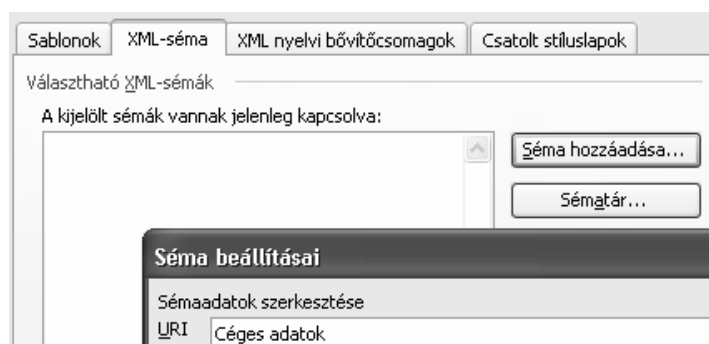 Sablonok XML-séma XML nyelvi bővítőcsomagok Csatolt stíluslapok
Választható XML-sémák
A kijelölt sémák vannak jelenleg kapcsolva:
Séma hozzáadása...
Sématár...
Séma beállításai
Sémaadatok szerkesztése
URI Céges adatok